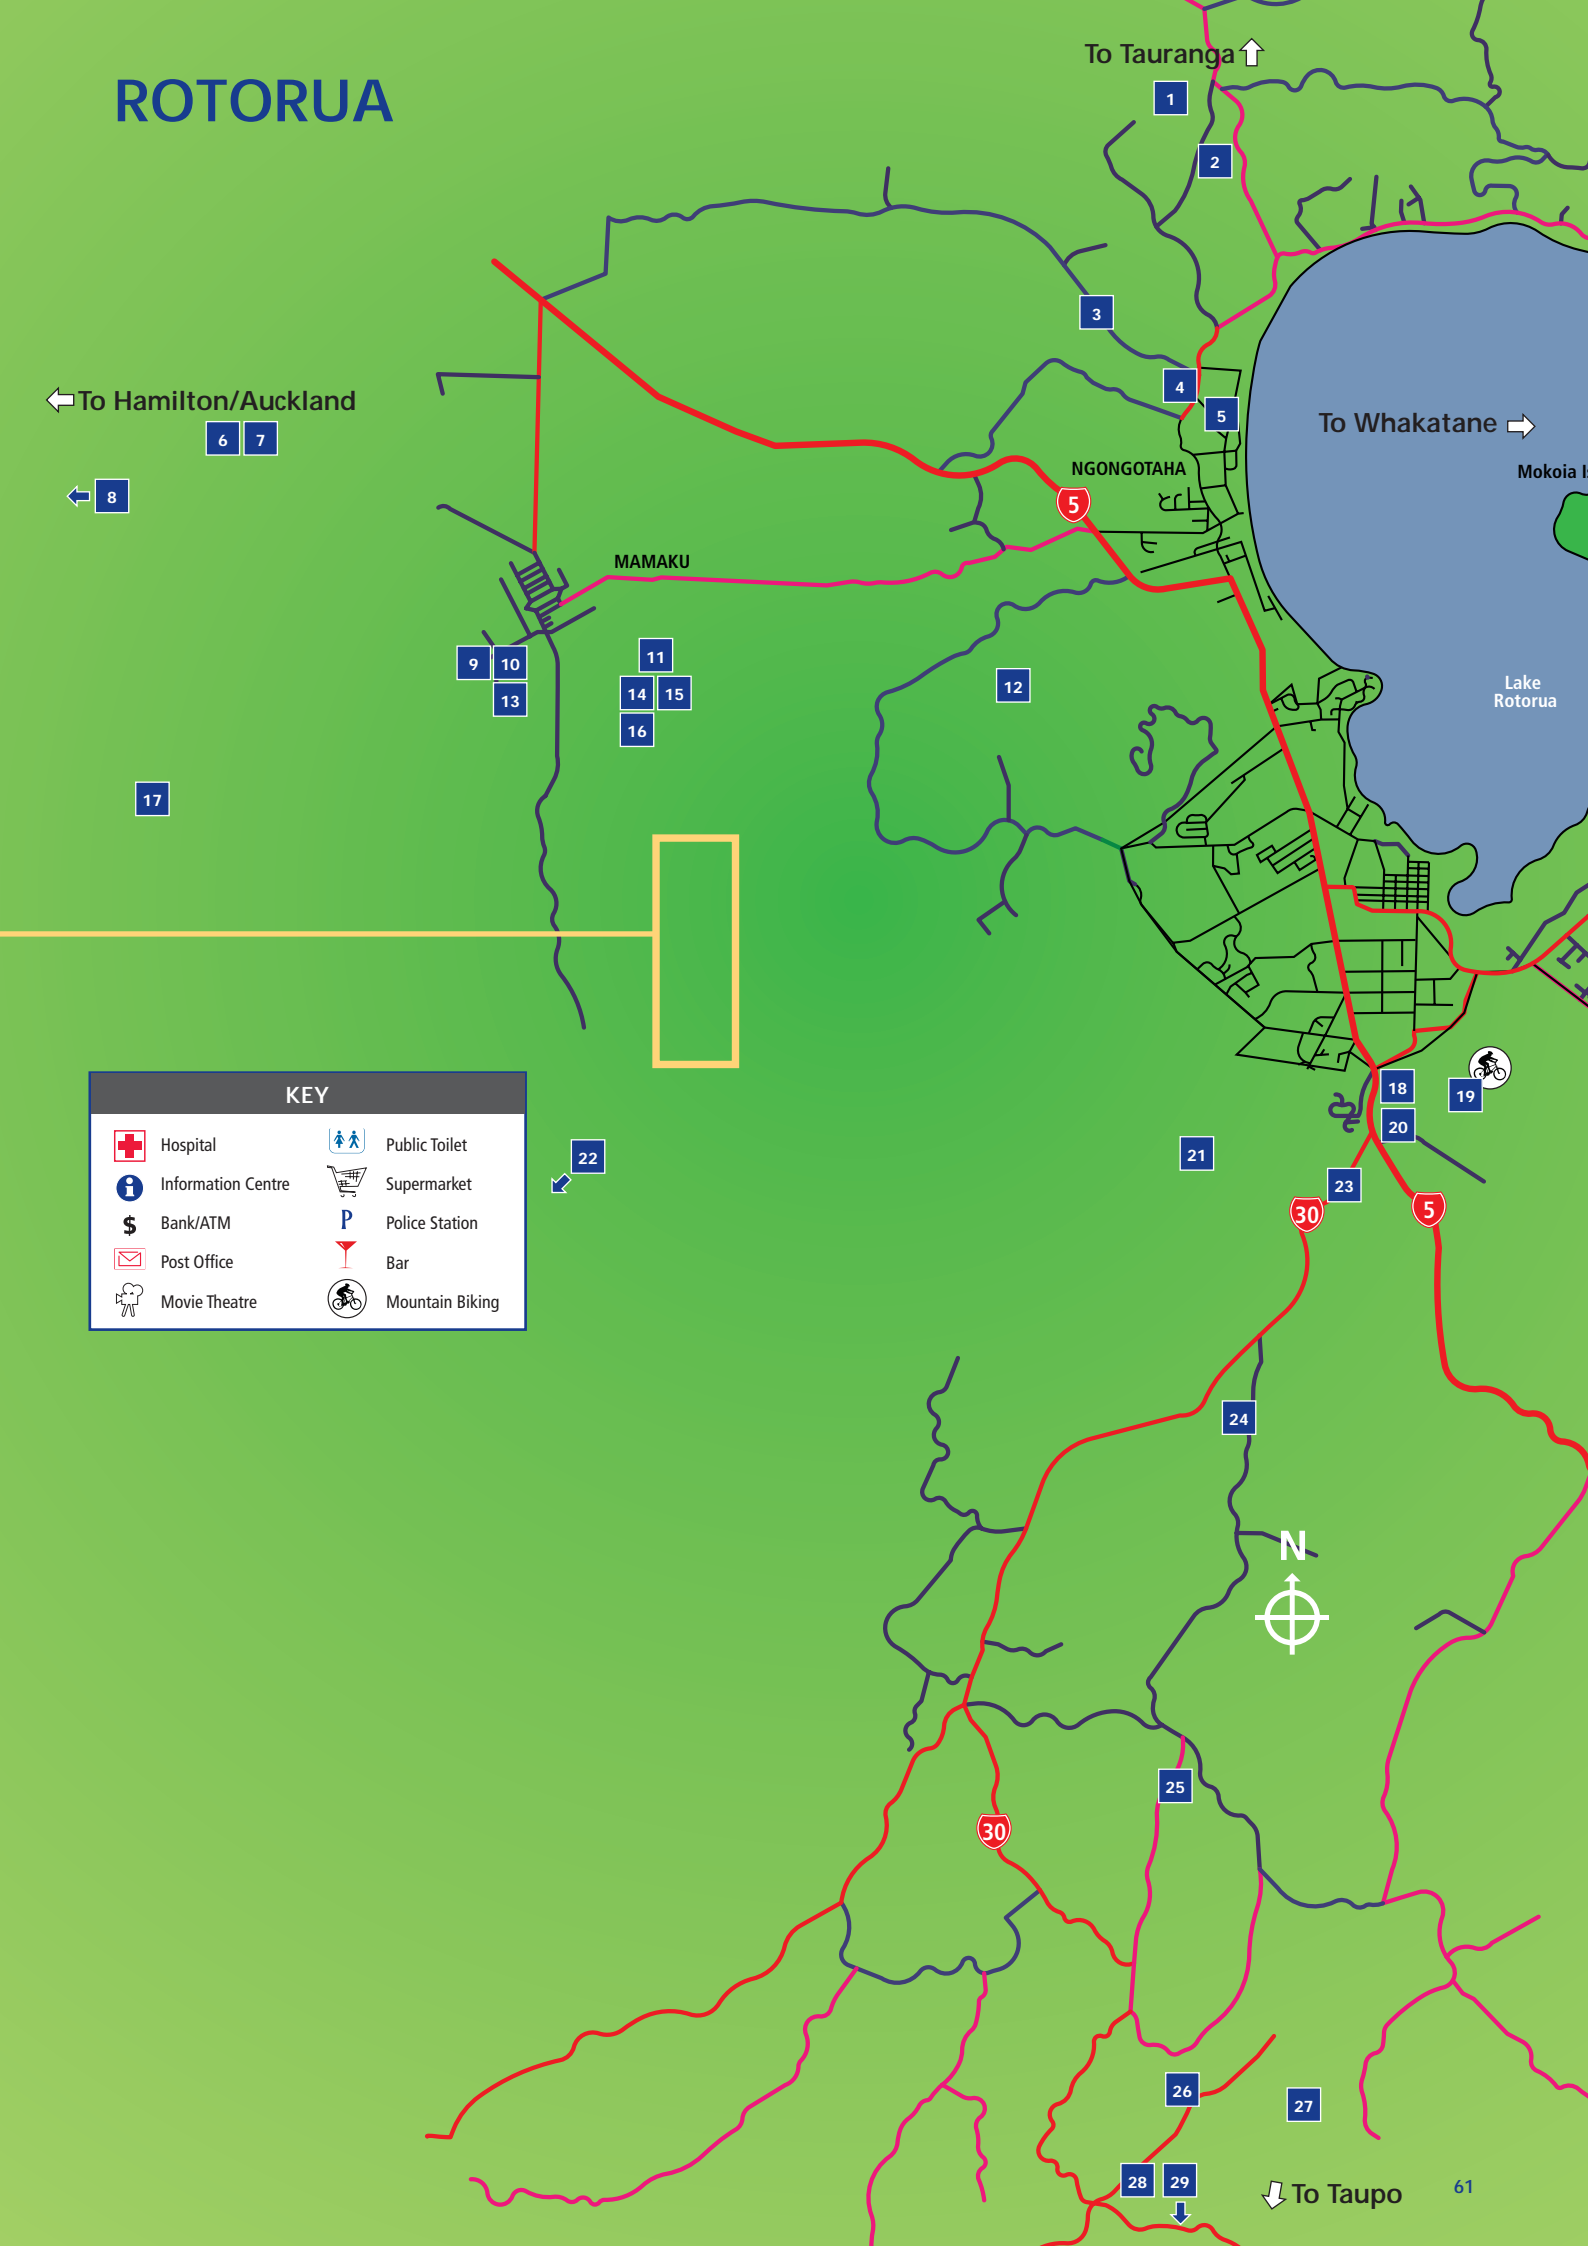 To Tauranga
ROTORUA
1
2
3
To Hamilton/Auckland
4
5
To Whakatane
6 7
NGONGOTAHA
Mokoia
8
5
MAMAKU
9 10
11
12
13
14 15
16
Lake
Rotorua
17
KEY
Hospital
Public Toilet
Information Centre
Supermarket
$ Bank/ATM
P Police Station
Post Office
Bar
Movie Theatre
Mountain Biking
18
19
20
21
22
23
30
5
24
N
25
30
26
27
28 29
To Taupo
61